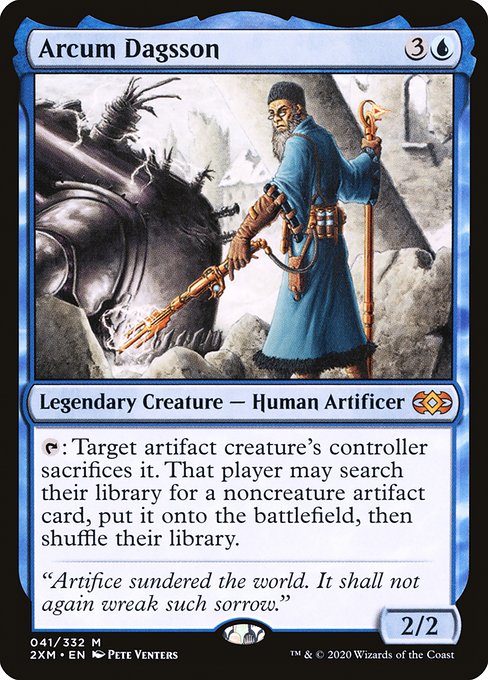 Arcum Dagsson 3
Legendary Creature — Human Artificer
: Target artifact creature's controller
sacrifices it. That player may search
their library for a noncreature artifact
card, put it onto the battlefield, then
shuffle their library.
“Artifice sundered the world. It shall not
again wreak such sorrow.”
2/2
041/332 M
2XM • EN Pete Venters
™ & © 2020 Wizards of the Coast